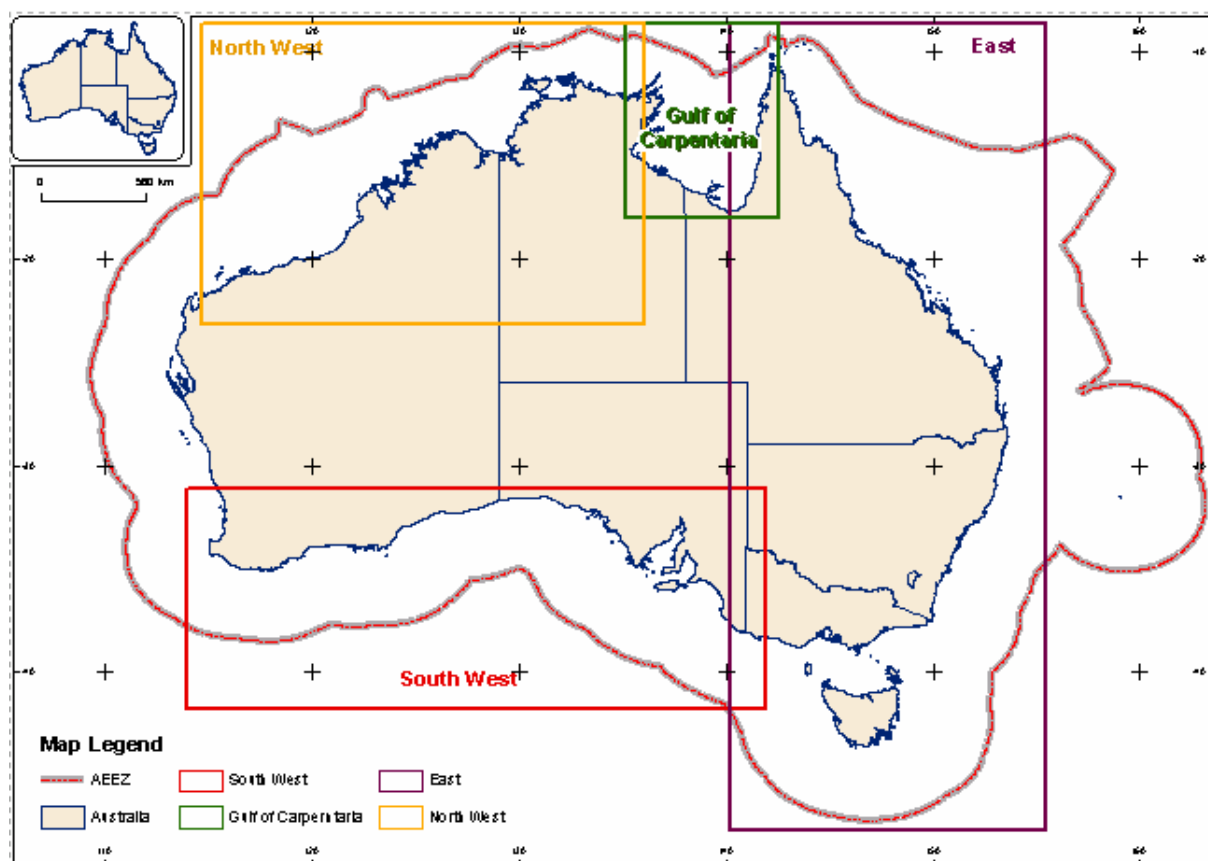 North West
East
Gulf of
Carpentaria
0 560 km
South West
Map Legend
AEEZ
South West
East
Australia
Gulf of Carpentaria
North West